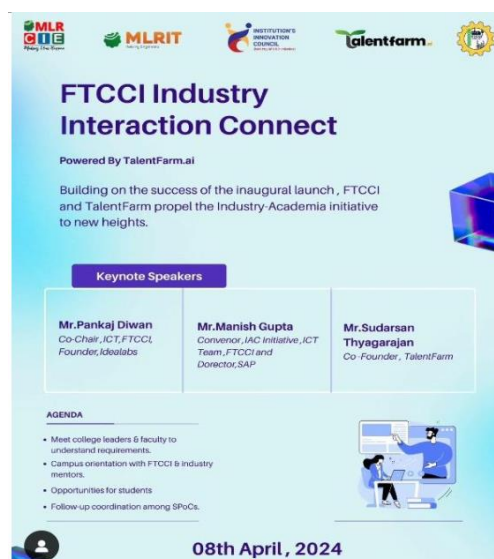 MLR
CIE
MLRIT
INSTITUTION'S
INNOVATION
COUNCIL
talentfarm
FTCCI Industry
Interaction Connect
Powered By TalentFarm.ai
Building on the success of the inaugural launch , FTCCI
and TalentFarm propel the Industry-Academia initiative
to new heights.
Keynote Speakers
Mr.Pankaj Diwan
Co-Chair ,ICT,FTCCI,
Founder,Idealabs
Mr.Manish Gupta
Convenor ,IAC Initiative ,ICT
Team ,FTCCI and
Dorector,SAP
Mr.Sudarsan
Thyagarajan
Co -Founder , TalentFarm
AGENDA
• Meet college leaders & faculty to
understand requirements.
• Campus orientation with FTCCI & industry
mentors.
• Opportunities for students
• Follow-up coordination among SPoCs.
08th April , 2024